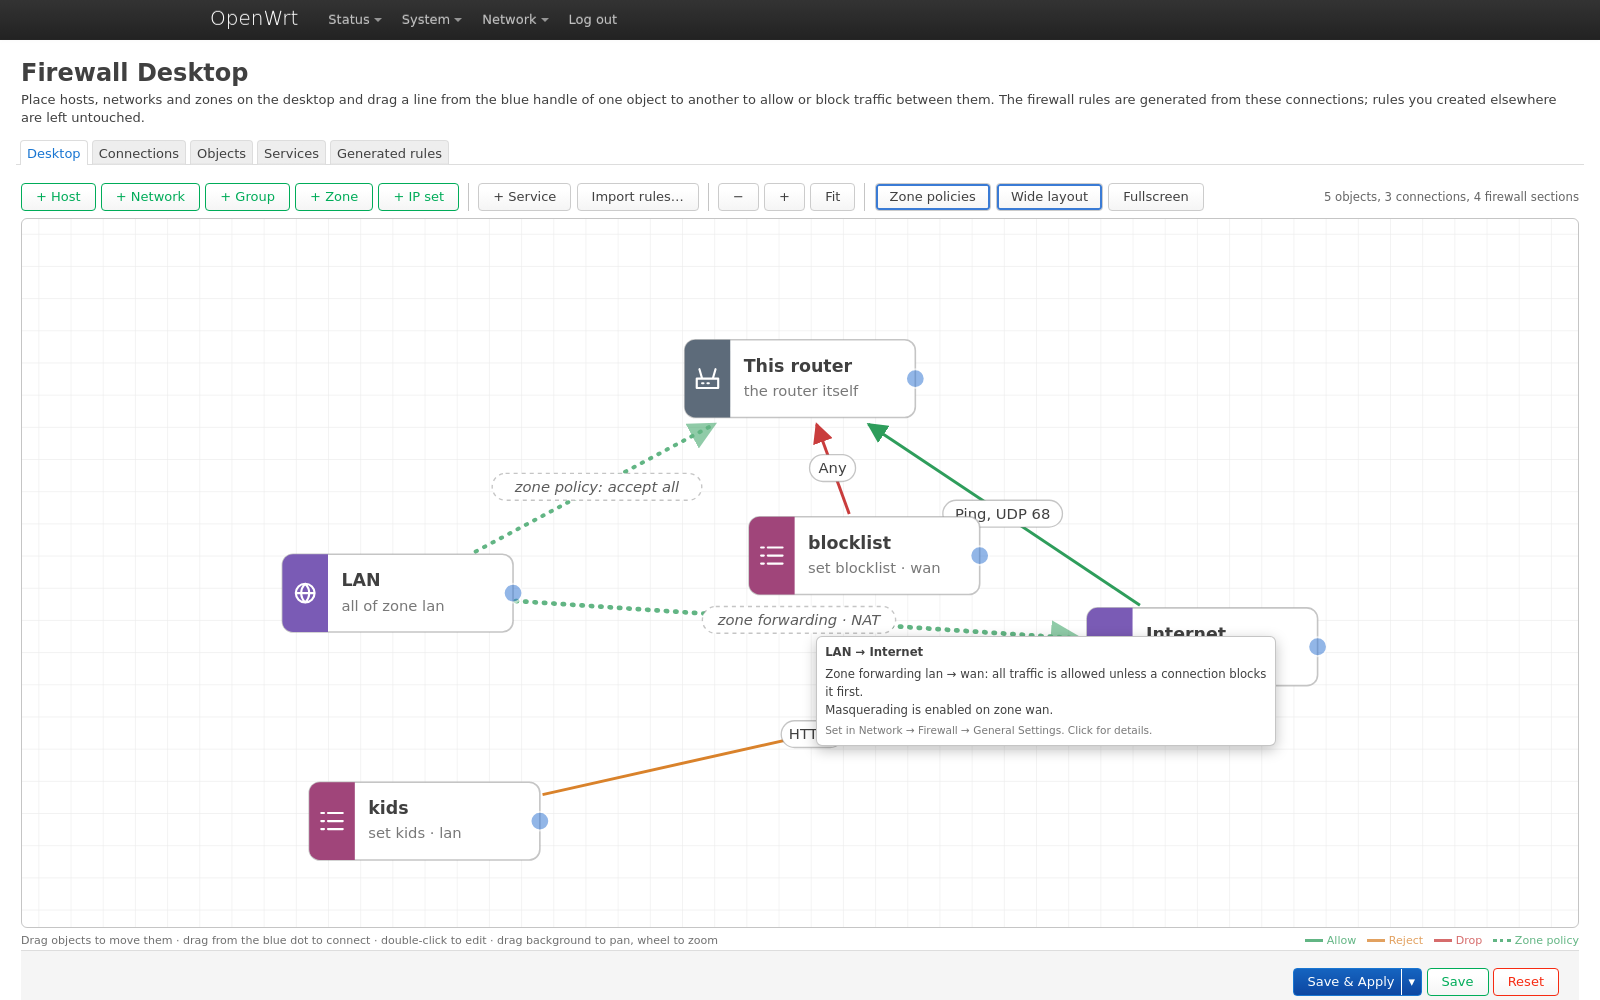 OpenWrt Status System Network Log out
Firewall Desktop
Place hosts, networks and zones on the desktop and drag a line from the blue handle of one object to another to allow or block traffic between them. The firewall rules are generated from these connections; rules you created elsewhere
are left untouched.
Desktop Connections Objects Services Generated rules
+ Host + Network + Group + Zone + IP set + Service Import rules... − + Fit Zone policies Wide layout Fullscreen 5 objects, 3 connections, 4 firewall sections
This router
the router itself
Any
zone policy: accept all
Ping, UDP 68
blocklist
set blocklist · wan
LAN
all of zone lan
zone forwarding · NAT
Internet
LAN → Internet
Zone forwarding lan → wan: all traffic is allowed unless a connection blocks
it first.
Masquerading is enabled on zone wan.
Set in Network → Firewall → General Settings. Click for details.
kids
set kids · lan
Drag objects to move them · drag from the blue dot to connect · double-click to edit · drag background to pan, wheel to zoom
Allow Reject Drop Zone policy
Save & Apply ▾ Save Reset